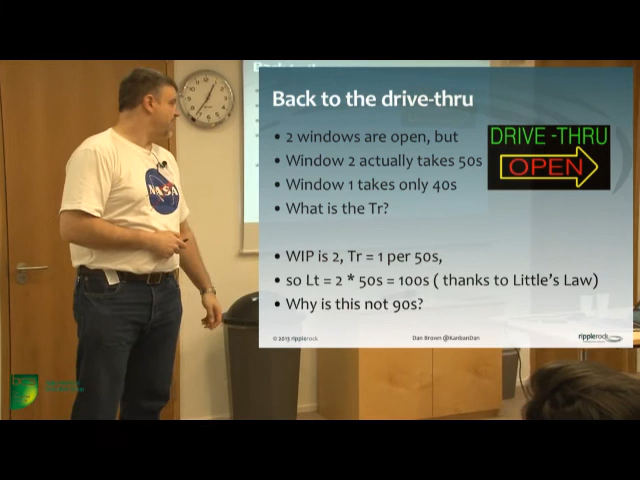 Back to the drive-thru
• 2 windows are open, but
• Window 2 actually takes 50s
• Window 1 takes only 40s
• What is the Tr?
DRIVE -THRU
OPEN
• WIP is 2, Tr = 1 per 50s,
• so Lt = 2 * 50s = 100s ( thanks to Little's Law)
• Why is this not 90s?
© 2013 ripplerock
Dan Brown @KanbanDan
ripplerock
NASA